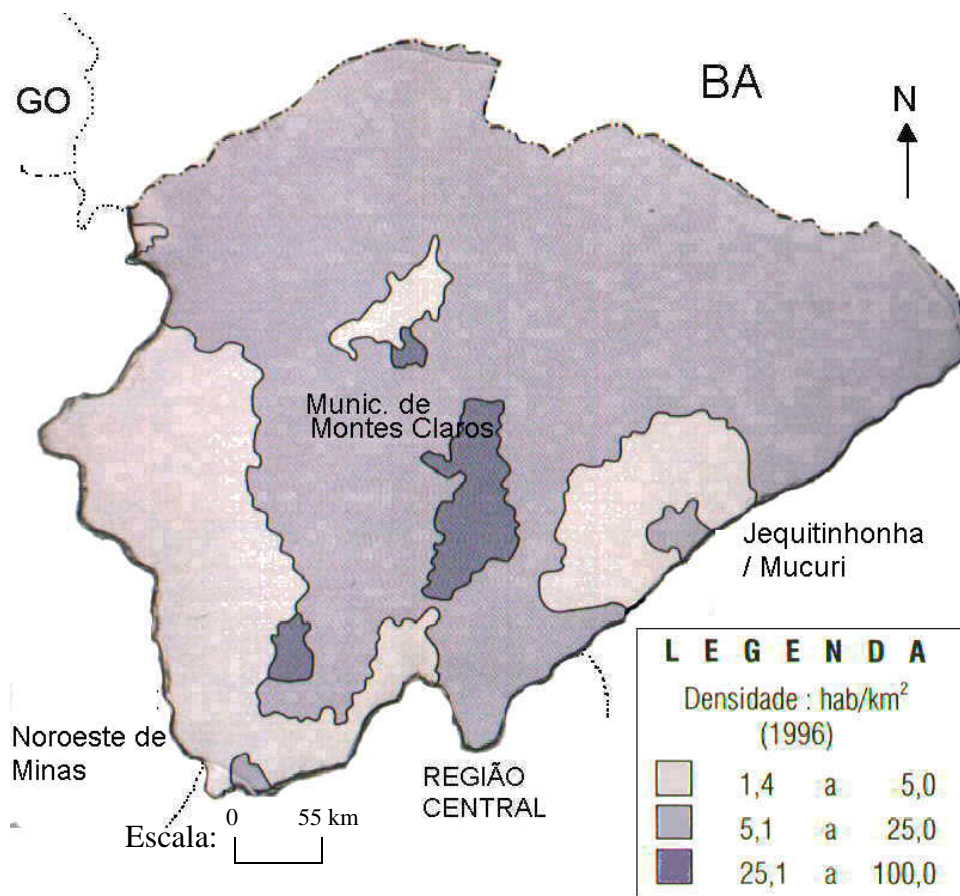 GO
BA
N
Munic. de
Montes Claros
Jequitinhonha
/ Mucuri
Noroeste de
Minas
REGIÃO
CENTRAL
Escala: 0 55 km
L E G E N D A
Densidade : hab/km²
(1996)
1,4 a 5,0
5,1 a 25,0
25,1 a 100,0